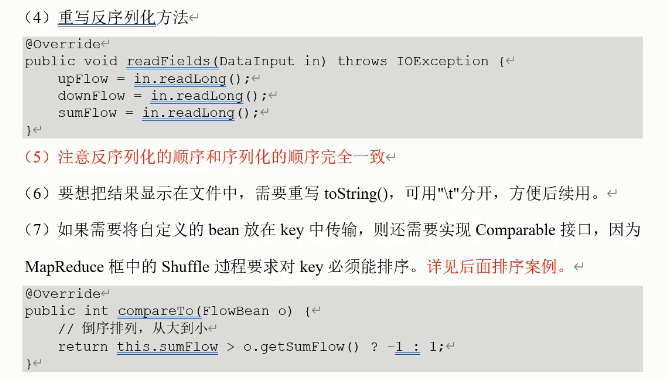 （4）重写反序列化方法
@Override
public void readFields(DataInput in) throws IOException {
    upFlow = in.readLong();
    downFlow = in.readLong();
    sumFlow = in.readLong();
}
（5）注意反序列化的顺序和序列化的顺序完全一致
（6）要想把结果显示在文件中，需要重写 toString()，可用"\t"分开，方便后续用。
（7）如果需要将自定义的 bean 放在 key 中传输，则还需要实现 Comparable 接口，因为
MapReduce 框中的 Shuffle 过程要求对 key 必须能排序。详见后面排序案例。
@Override
public int compareTo(FlowBean o) {
    // 倒序排列，从大到小
    return this.sumFlow > o.getSumFlow() ? -1 : 1;
}